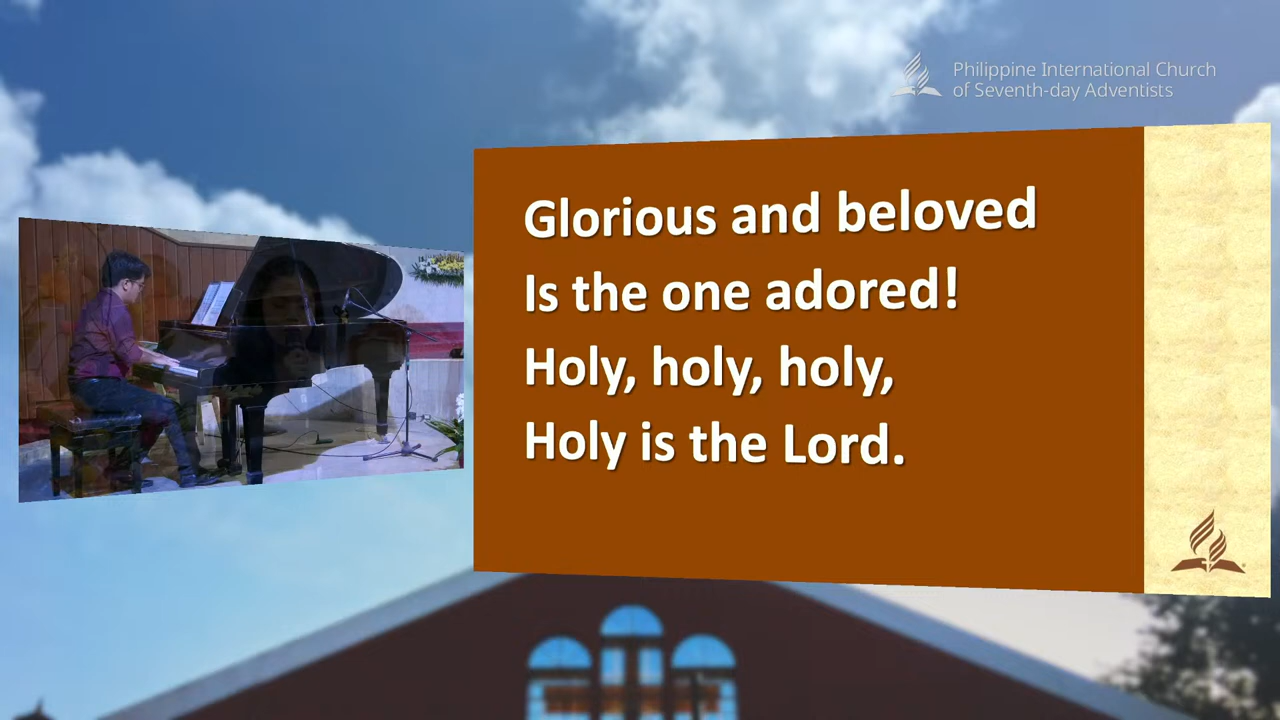 Philippine International Church
of Seventh-day Adventists
Glorious and beloved
Is the one adored!
Holy, holy, holy,
Holy is the Lord.